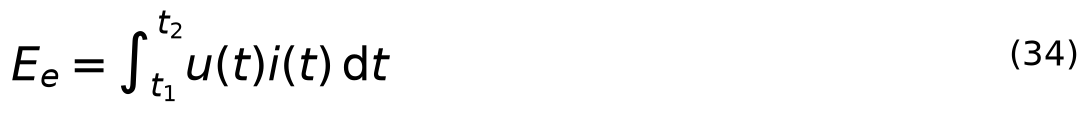 E_e = ∫_{t_1}^{t_2} u(t)i(t) dt (34)